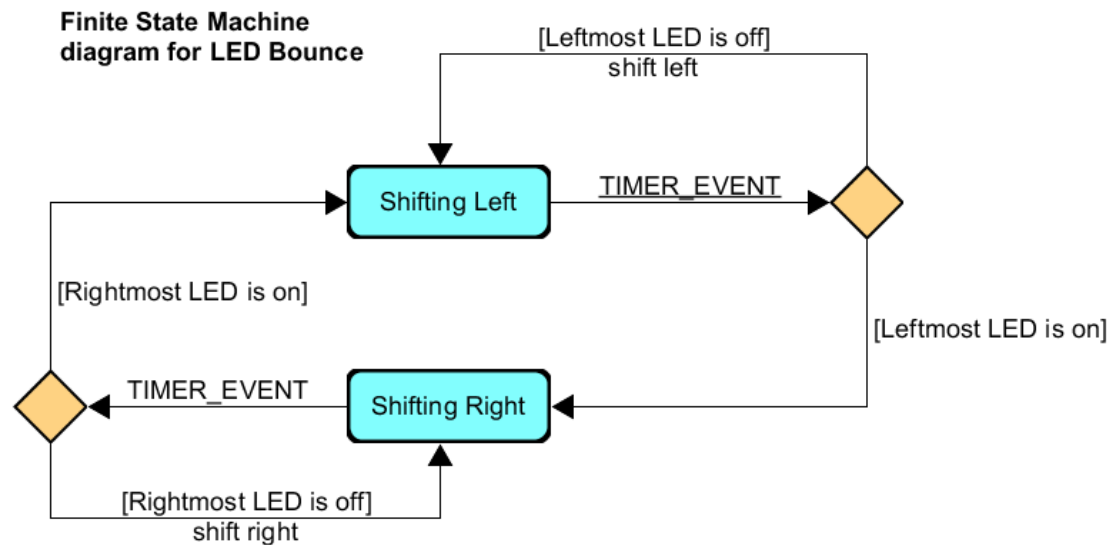 Finite State Machine
diagram for LED Bounce
[Leftmost LED is off]
shift left
Shifting Left
TIMER_EVENT
[Rightmost LED is on]
[Leftmost LED is on]
TIMER_EVENT
Shifting Right
[Rightmost LED is off]
shift right